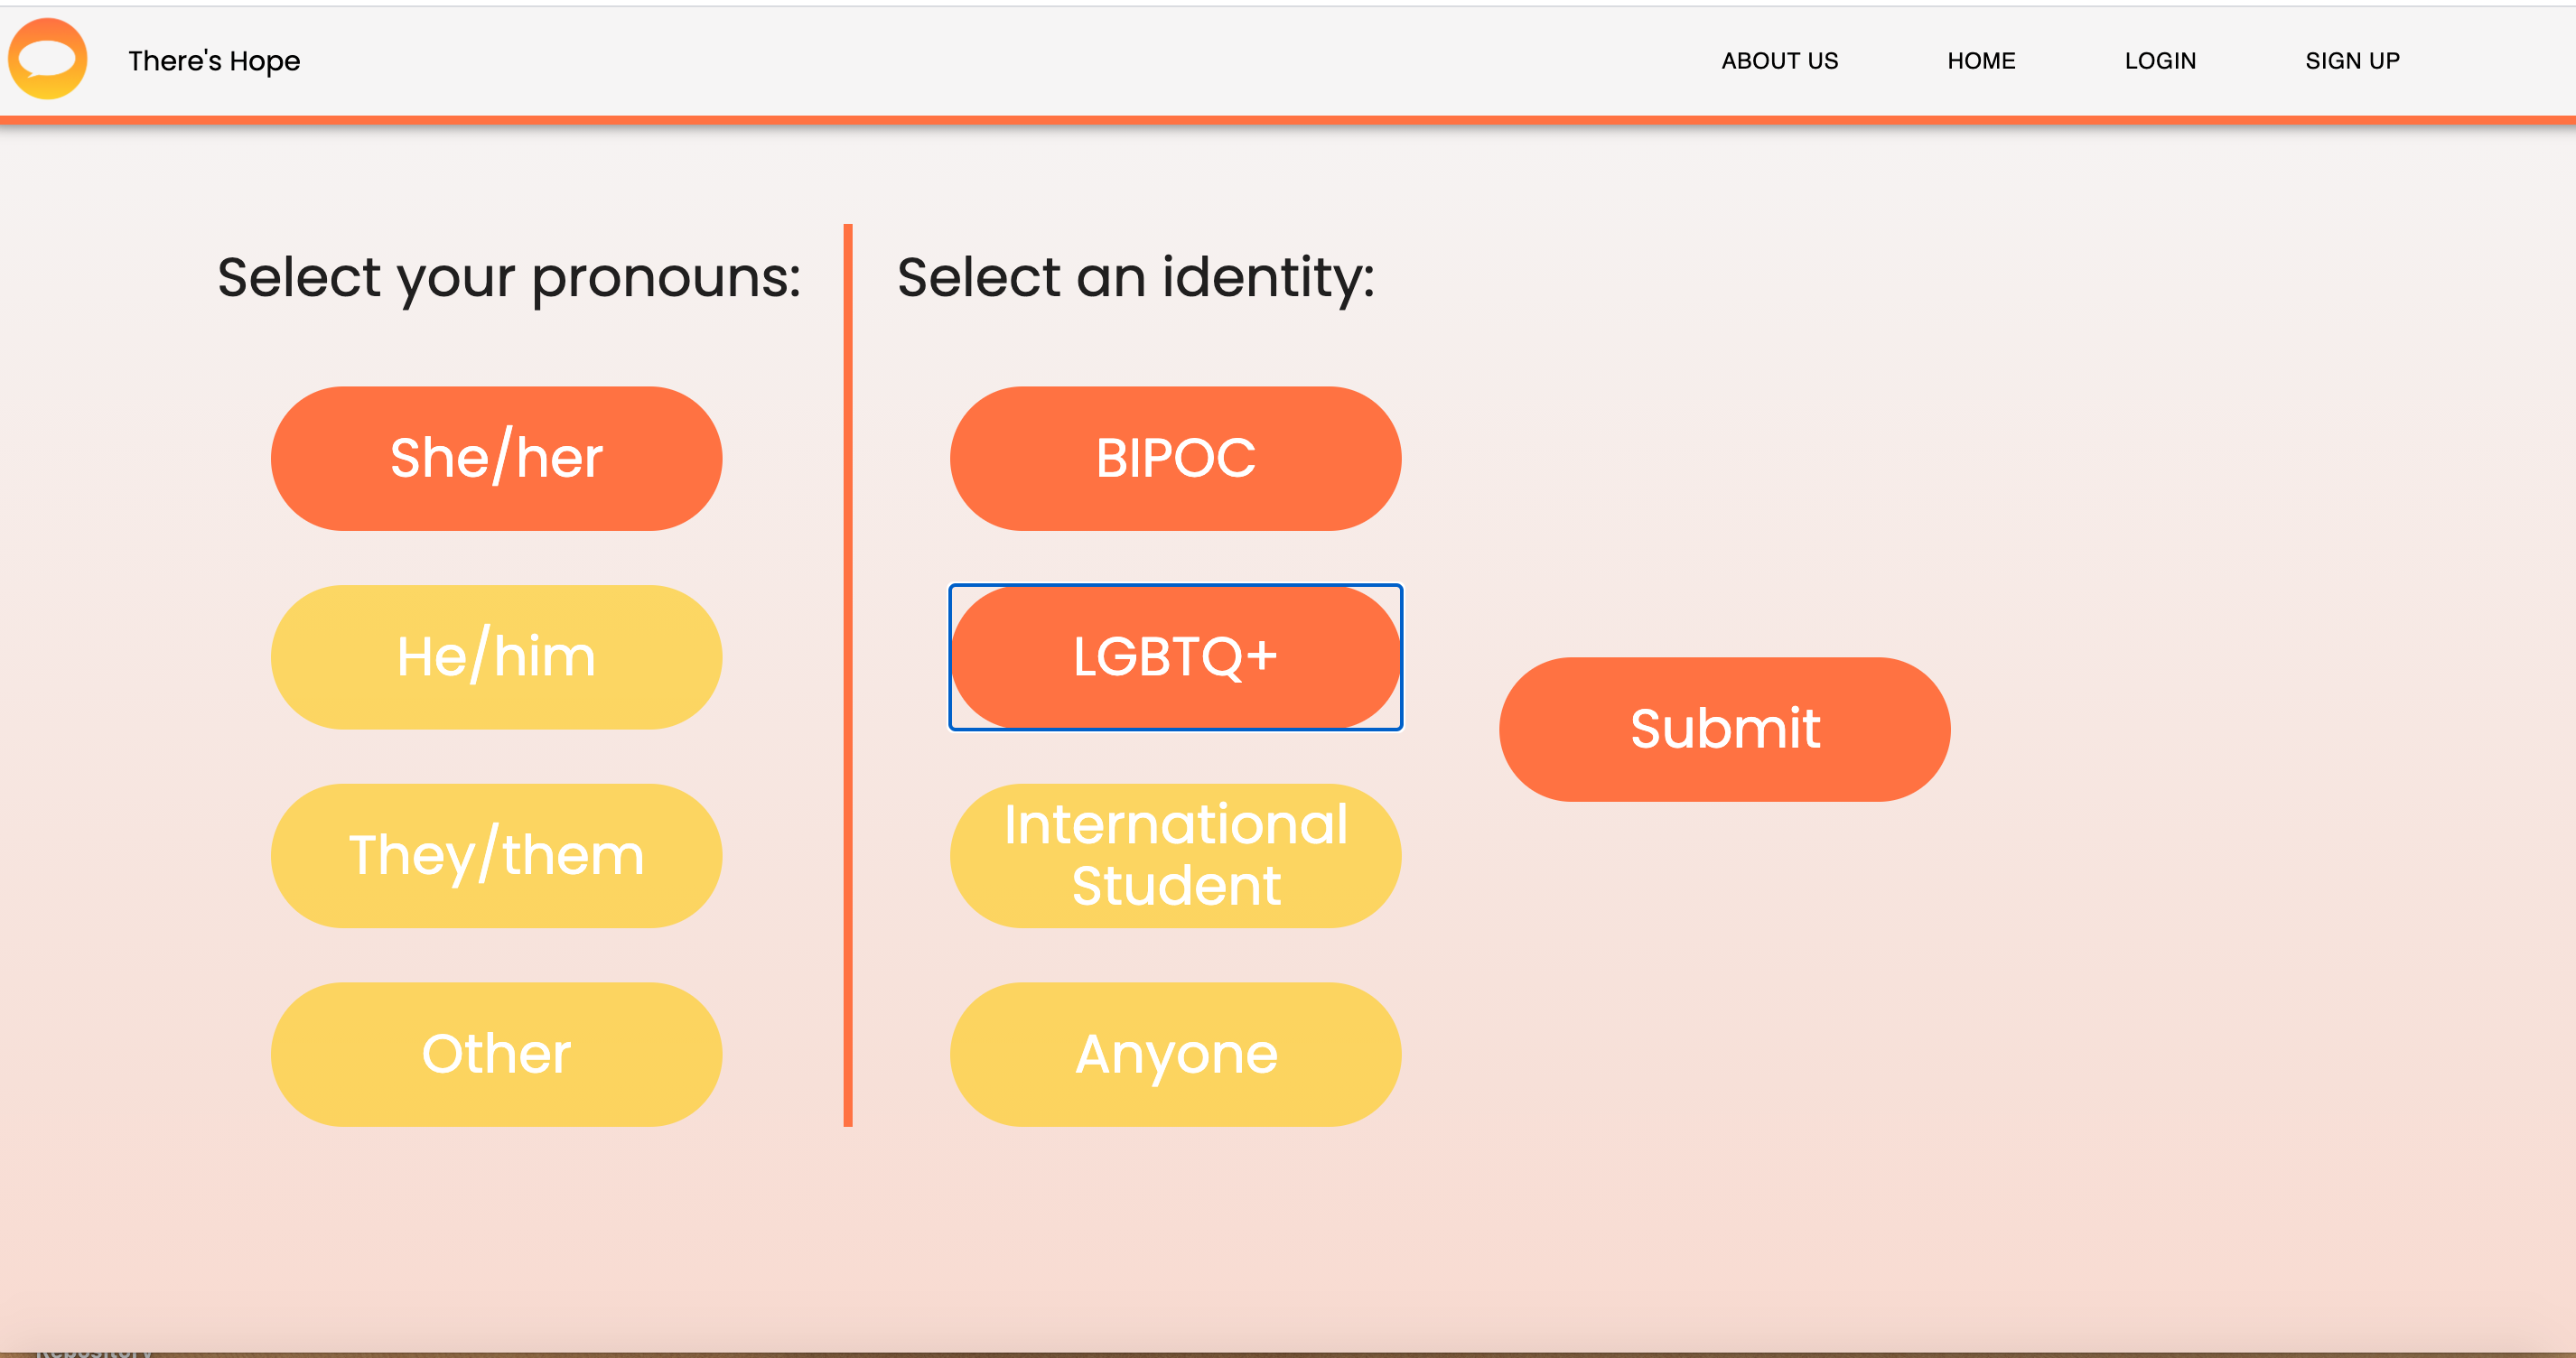 There's Hope
ABOUT US
HOME
LOGIN
SIGN UP
Select your pronouns:
She/her
He/him
They/them
Other
Select an identity:
BIPOC
LGBTQ+
International
Student
Anyone
Submit